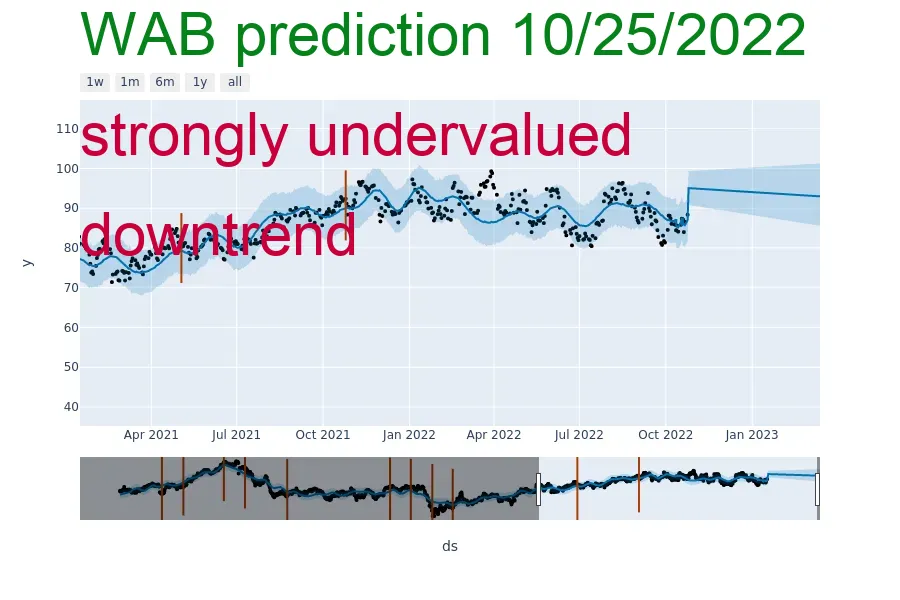 WAB prediction 10/25/2022
1w 1m 6m 1y all
strongly undervalued
downtrend
110
100
90
80
70
60
50
40
y
Apr 2021 Jul 2021 Oct 2021 Jan 2022 Apr 2022 Jul 2022 Oct 2022 Jan 2023
ds